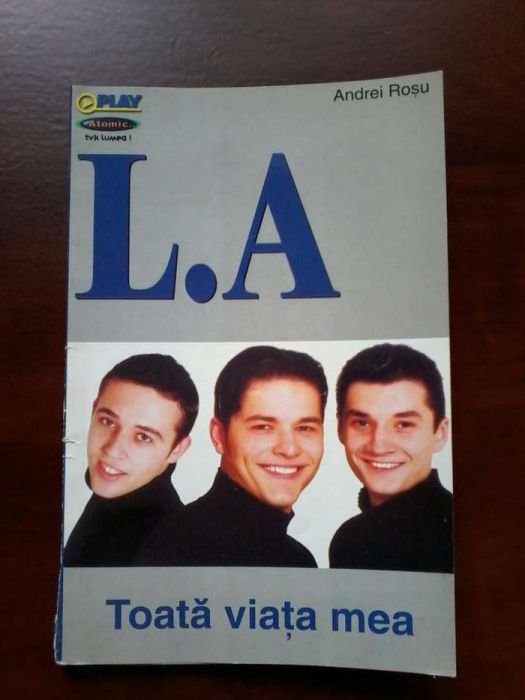 PLAY
Atomic
tvk lumea !
Andrei Roșu
L.A
Toată viața mea